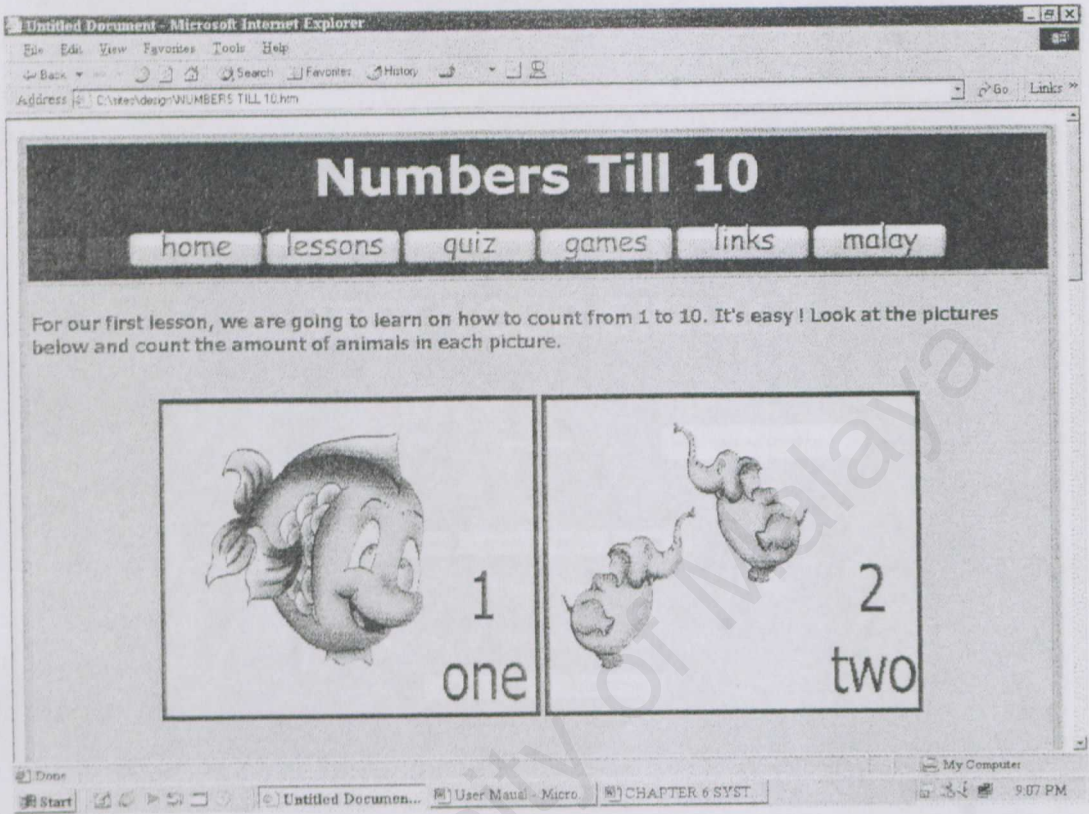 Untitled Document - Microsoft Internet Explorer
File Edit View Favorites Tools Help
Back Search Favorites History
Address C:\sites\design\NUMBERS TILL 10.htm Go Links »
Numbers Till 10
home lessons quiz games links malay
For our first lesson, we are going to learn on how to count from 1 to 10. It's easy ! Look at the pictures
below and count the amount of animals in each picture.
1
one
2
two
University of Malaya
Done My Computer
Start Untitled Documen... User Maual - Micro... CHAPTER 6 SYST... 9:07 PM